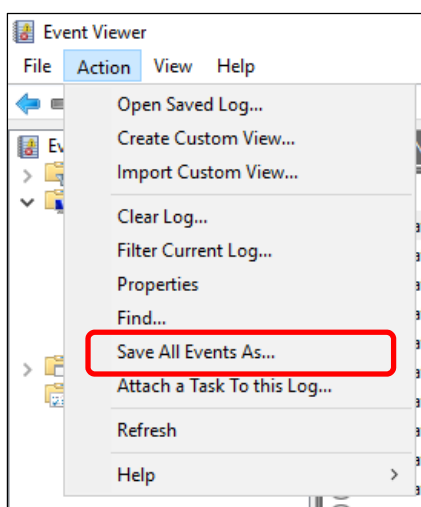 Event Viewer
File Action View Help
Open Saved Log...
Create Custom View...
Import Custom View...
Clear Log...
Filter Current Log...
Properties
Find...
Save All Events As...
Attach a Task To this Log...
Refresh
Help